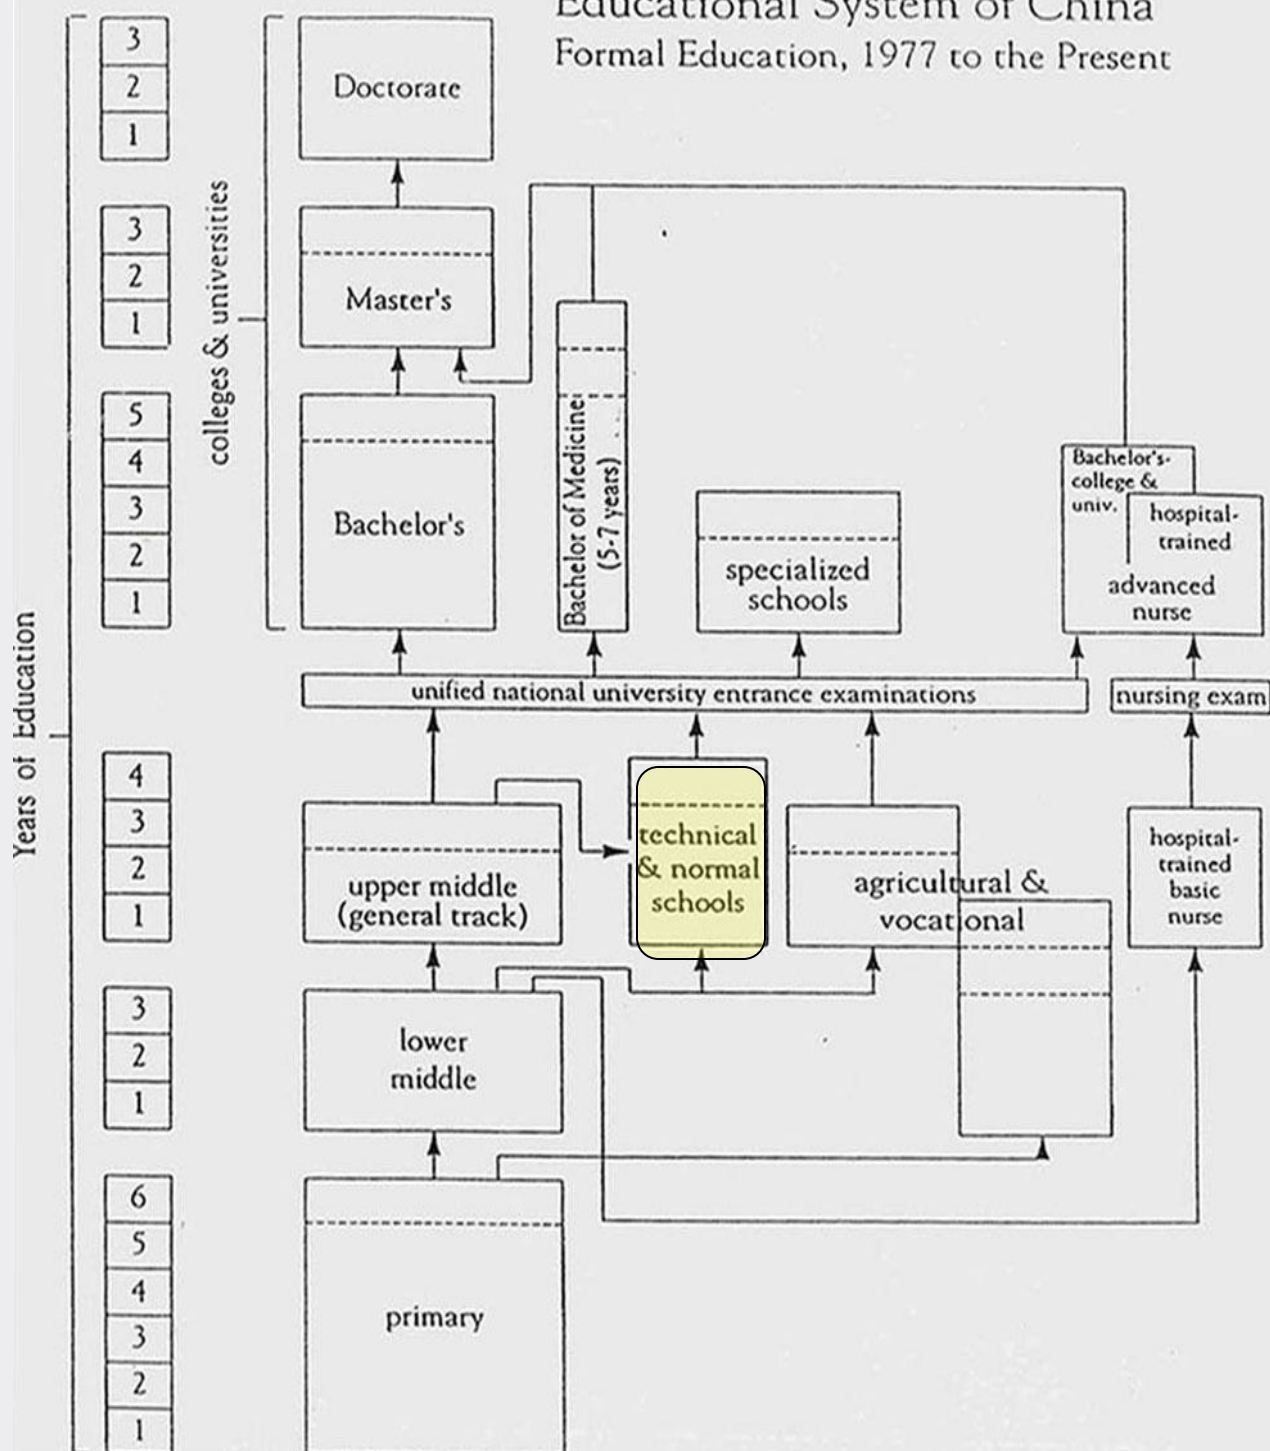 Educational System of China
Formal Education, 1977 to the Present
Years of Education
colleges & universities
3
2
1
Doctorate
3
2
1
Master's
5
4
3
2
1
Bachelor's
Bachelor of Medicine
(5-7 years)
specialized
schools
Bachelor's-
college &
univ.
hospital-
trained
advanced
nurse
unified national university entrance examinations
nursing exam
4
3
2
1
upper middle
(general track)
technical
& normal
schools
agricultural &
vocational
hospital-
trained
basic
nurse
3
2
1
lower
middle
6
5
4
3
2
1
primary